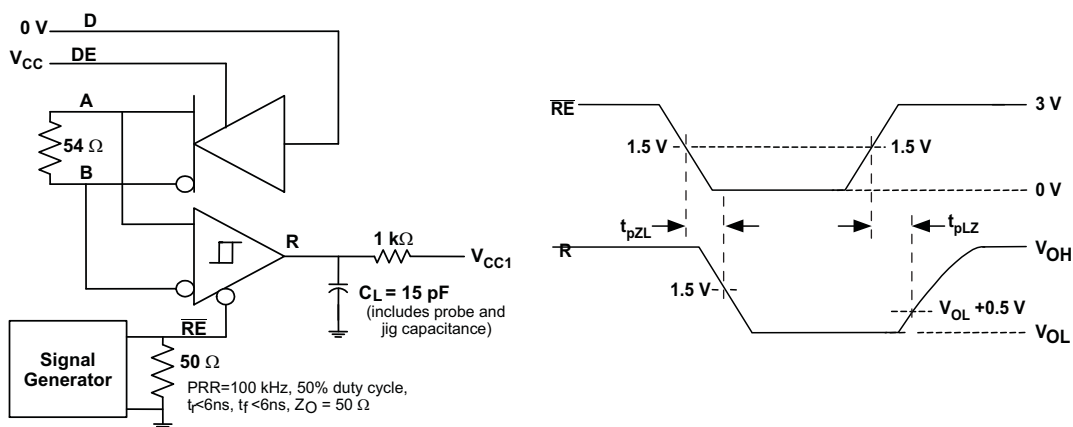 0 V
D
VCC
DE
A
54 Ω
B
R
1 kΩ
VCC1
CL = 15 pF
(includes probe and
jig capacitance)
RE
Signal
Generator
50 Ω
PRR=100 kHz, 50% duty cycle,
tr<6ns, tf <6ns, ZO = 50 Ω
RE
3 V
1.5 V
1.5 V
0 V
tpZL
tpLZ
R
VOH
1.5 V
VOL +0.5 V
VOL